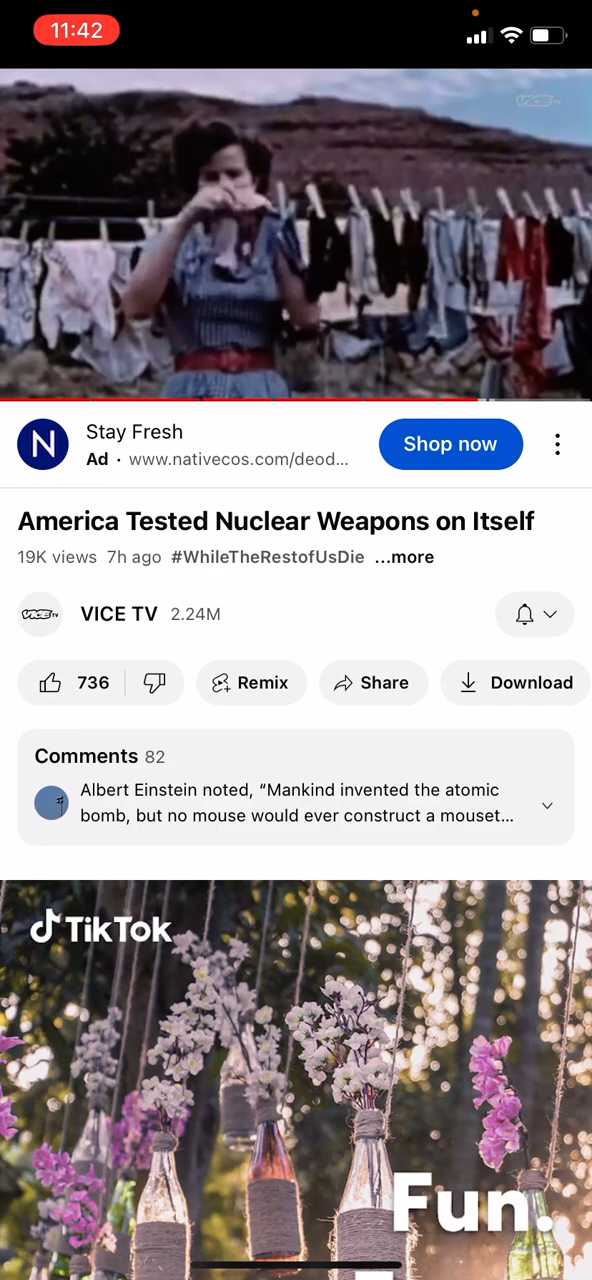 11:42
VICE TV
N
Stay Fresh
Ad · www.nativecos.com/deod...
Shop now
America Tested Nuclear Weapons on Itself
19K views 7h ago #WhileTheRestofUsDie ...more
VICE TV
VICE TV 2.24M
736
Remix
Share
Download
Comments 82
Albert Einstein noted, “Mankind invented the atomic
bomb, but no mouse would ever construct a mouset...
TikTok
Fun.